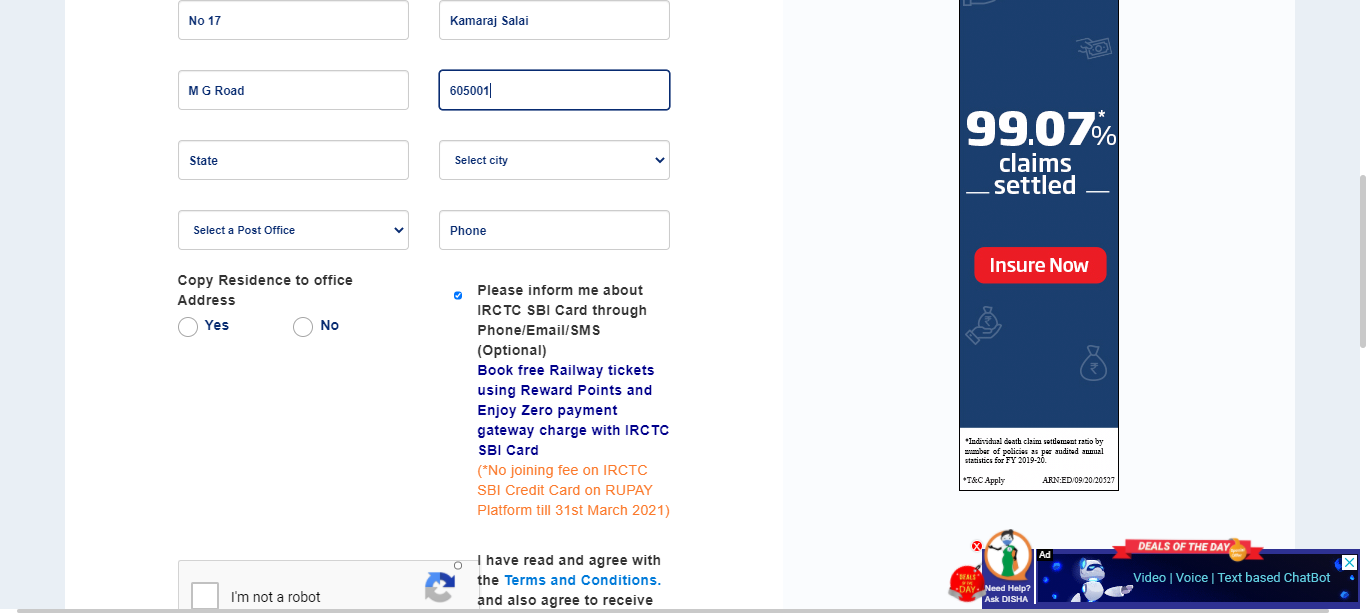 No 17
Kamaraj Salai
M G Road
605001
State
Select city
Select a Post Office
Phone
Copy Residence to office
Address
Yes
No
Please inform me about
IRCTC SBI Card through
Phone/Email/SMS
(Optional)
Book free Railway tickets
using Reward Points and
Enjoy Zero payment
gateway charge with IRCTC
SBI Card
(*No joining fee on IRCTC
SBI Credit Card on RUPAY
Platform till 31st March 2021)
I have read and agree with
the Terms and Conditions.
and also agree to receive
I'm not a robot
99.07*%
claims
settled
Insure Now
*Individual death claim settlement ratio by
number of policies as per audited annual
statistics for FY 2019-20.
*T&C Apply
ARN:ED/09/20/20527
DEALS OF THE DAY
Need Help?
Ask DISHA
Ad
DEALS OF THE DAY
Video | Voice | Text based ChatBot